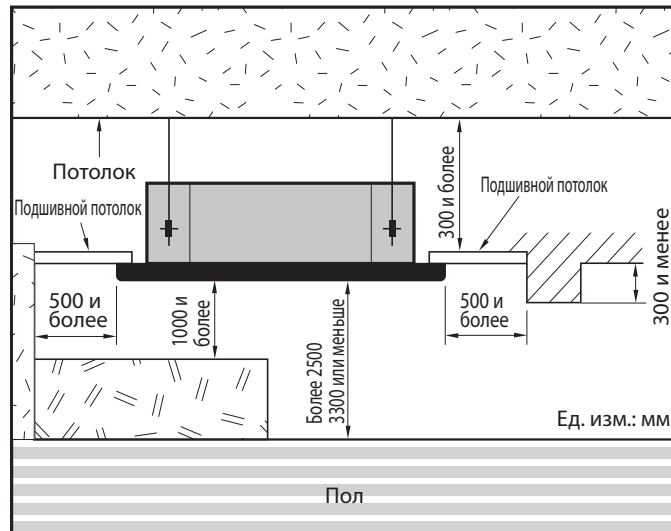 Потолок
Подшивной потолок
300 и более
Подшивной потолок
500 и
более
1000 и
более
Более 2500
3300 или меньше
500 и
более
300 и менее
Ед. изм.: мм
Пол